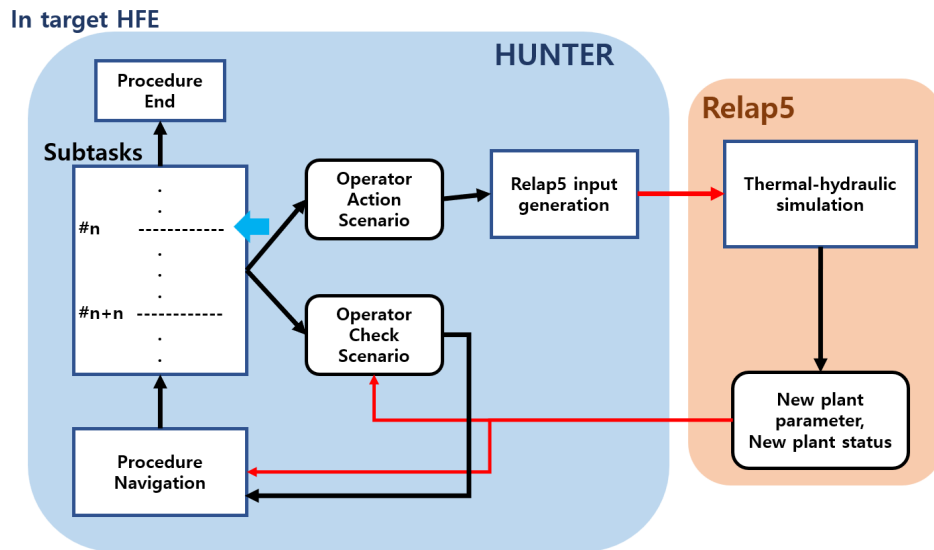 In target HFE
HUNTER
Procedure
End
Subtasks
#n
#n+n
Operator
Action
Scenario
Relap5 input
generation
Operator
Check
Scenario
Procedure
Navigation
Relap5
Thermal-hydraulic
simulation
New plant
parameter,
New plant status